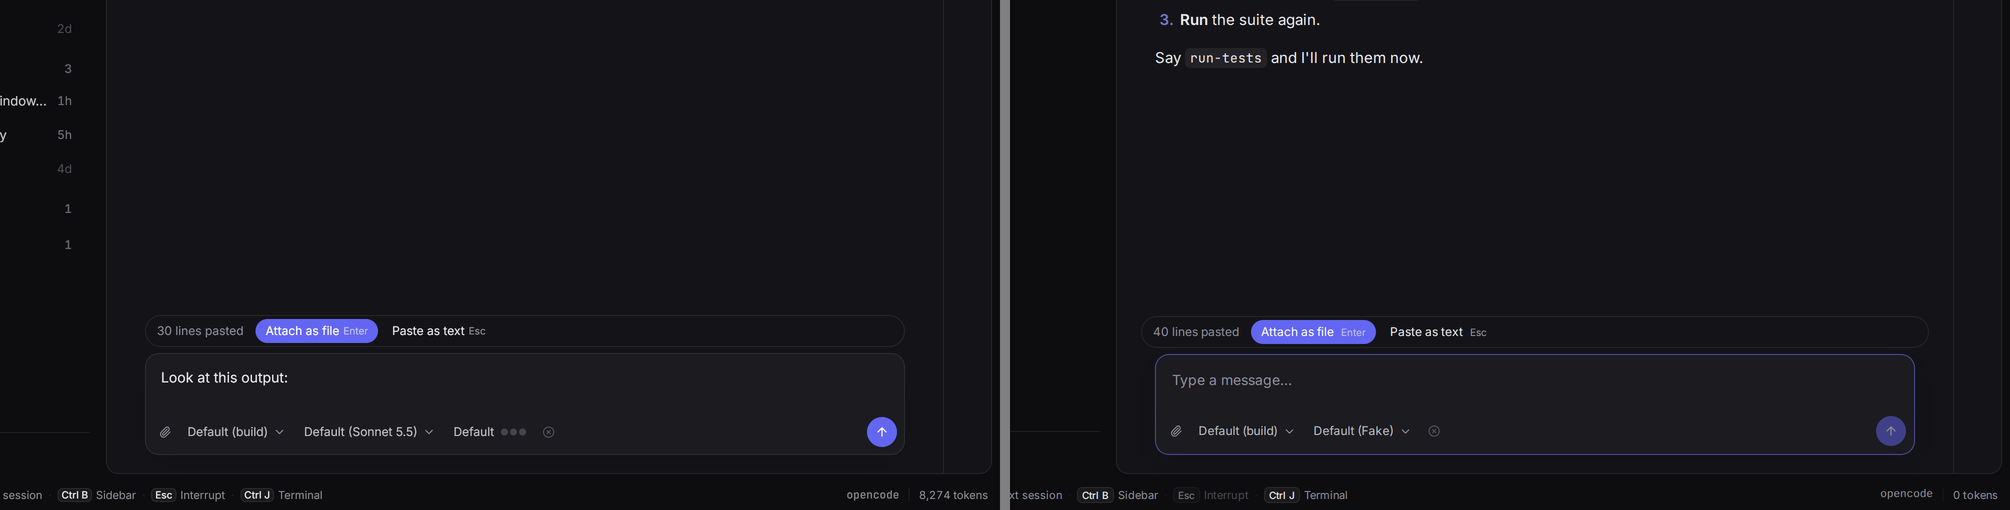 2d
3
indow... 1h
y 5h
4d
1
1
30 lines pasted Attach as file Enter Paste as text Esc
Look at this output:
Default (build) Default (Sonnet 5.5) Default
session · Ctrl B Sidebar · Esc Interrupt · Ctrl J Terminal opencode 8,274 tokens
3. Run the suite again.
Say run-tests and I'll run them now.
40 lines pasted Attach as file Enter Paste as text Esc
Type a message...
Default (build) Default (Fake)
xt session · Ctrl B Sidebar · Esc Interrupt · Ctrl J Terminal opencode 0 tokens